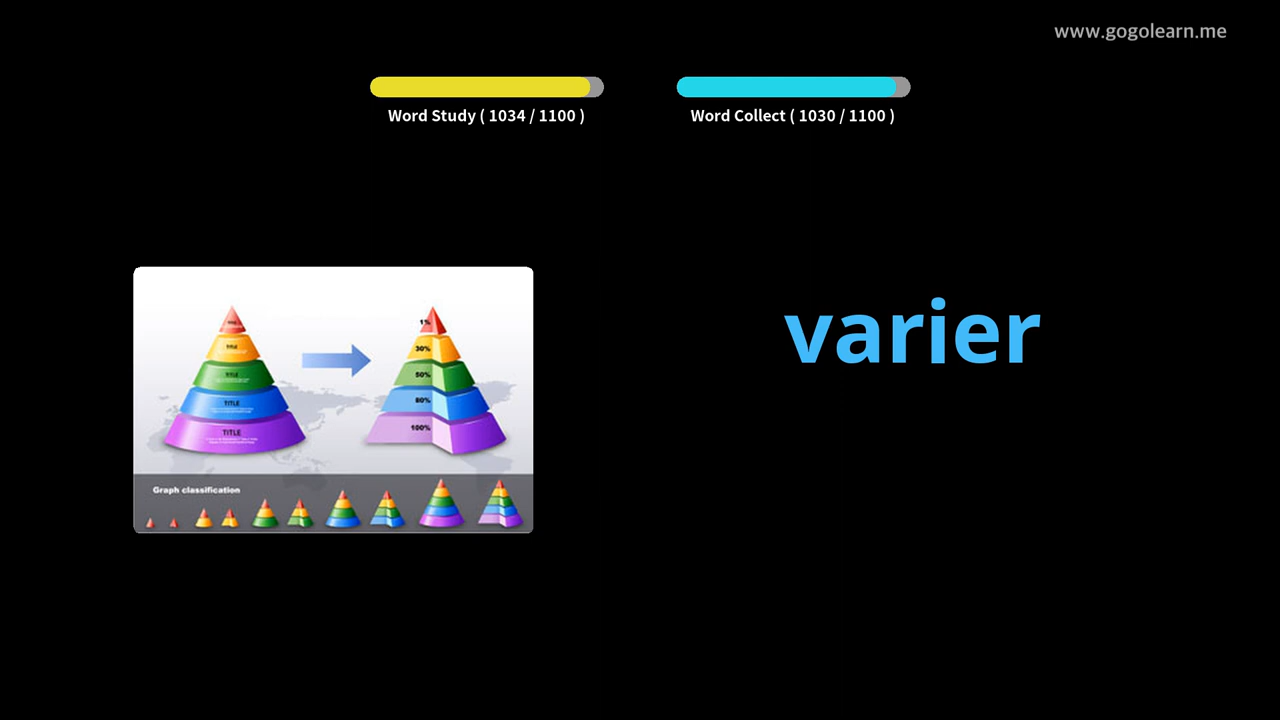 www.gogolearn.me
Word Study ( 1034 / 1100 )
Word Collect ( 1030 / 1100 )
varier
1%
30%
TITLE
50%
TITLE
80%
TITLE
100%
TITLE
Graph classification